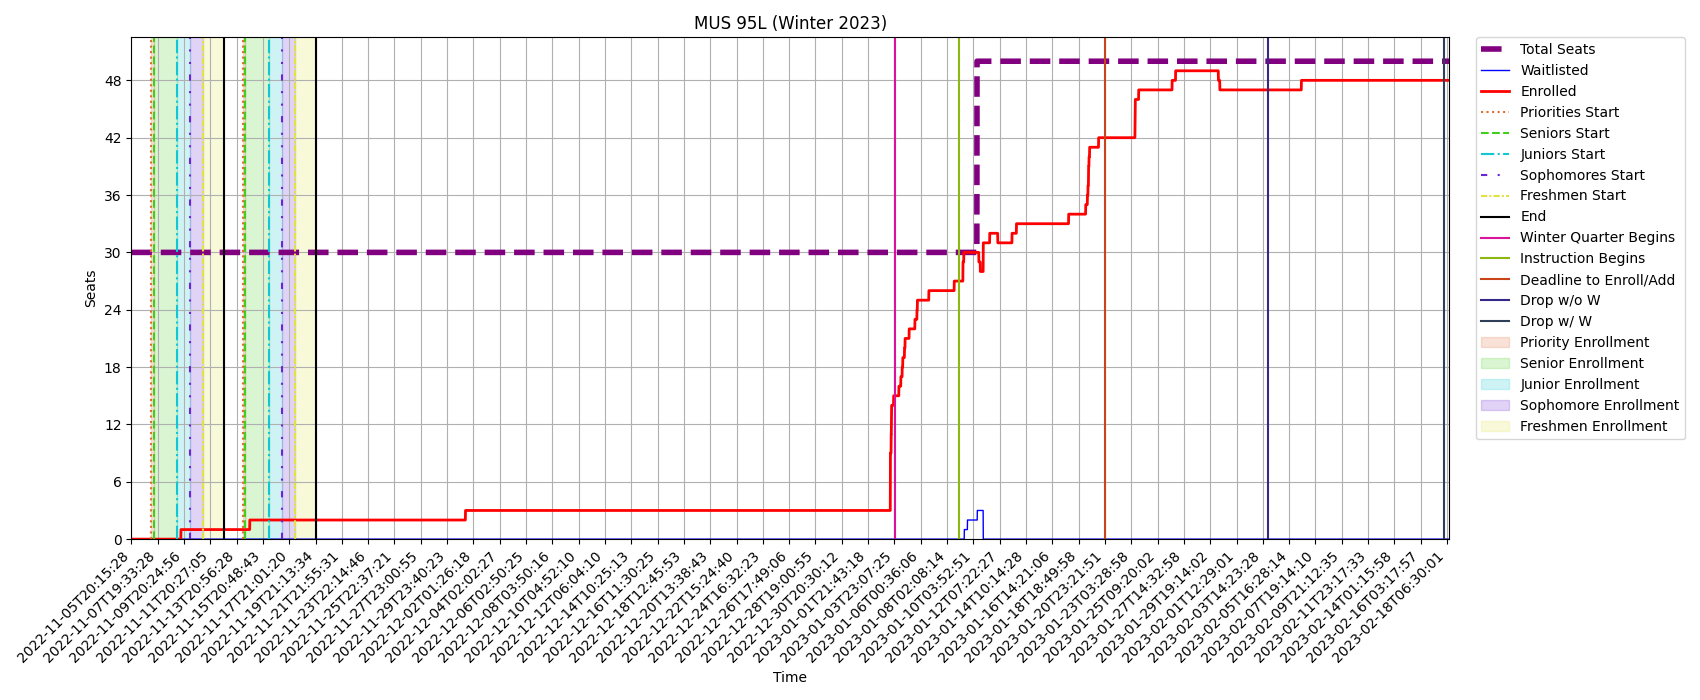 MUS 95L (Winter 2023)
Seats
48
42
36
30
24
18
12
6
0
2022-11-05T20:15:28
2022-11-07T19:33:28
2022-11-09T20:24:56
2022-11-11T20:27:05
2022-11-13T20:56:28
2022-11-15T20:48:43
2022-11-17T21:01:20
2022-11-19T21:13:34
2022-11-21T21:55:31
2022-11-23T22:14:46
2022-11-25T22:37:21
2022-11-27T23:00:55
2022-11-29T23:40:23
2022-12-02T01:26:18
2022-12-04T02:02:27
2022-12-06T02:50:25
2022-12-08T03:50:16
2022-12-10T04:52:10
2022-12-12T06:04:10
2022-12-14T10:25:13
2022-12-16T11:30:25
2022-12-18T12:45:53
2022-12-20T13:38:43
2022-12-22T15:24:40
2022-12-24T16:32:23
2022-12-26T17:49:06
2022-12-28T19:00:55
2022-12-30T20:30:12
2023-01-01T21:43:18
2023-01-03T23:07:25
2023-01-06T00:36:06
2023-01-08T02:08:14
2023-01-10T03:52:51
2023-01-12T07:22:27
2023-01-14T10:14:28
2023-01-16T14:21:06
2023-01-18T18:49:58
2023-01-20T23:21:51
2023-01-23T03:28:58
2023-01-25T09:20:02
2023-01-27T14:32:58
2023-01-29T19:14:02
2023-02-01T12:29:01
2023-02-03T14:23:28
2023-02-05T16:28:14
2023-02-07T19:14:10
2023-02-09T21:12:35
2023-02-11T23:17:33
2023-02-14T01:15:58
2023-02-16T03:17:57
2023-02-18T06:30:01
Time
Total Seats
Waitlisted
Enrolled
Priorities Start
Seniors Start
Juniors Start
Sophomores Start
Freshmen Start
End
Winter Quarter Begins
Instruction Begins
Deadline to Enroll/Add
Drop w/o W
Drop w/ W
Priority Enrollment
Senior Enrollment
Junior Enrollment
Sophomore Enrollment
Freshmen Enrollment